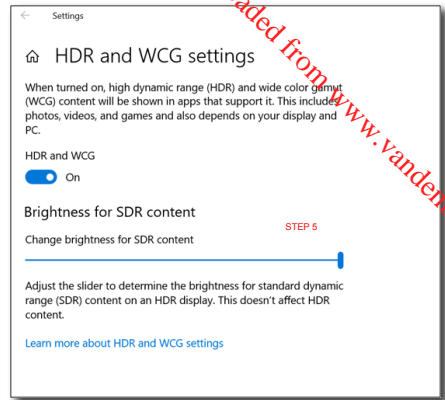 Settings
HDR and WCG settings
When turned on, high dynamic range (HDR) and wide color gamut
(WCG) content will be shown in apps that support it. This includes
photos, videos, and games and also depends on your display and
PC.
HDR and WCG
On
Brightness for SDR content
STEP 5
Change brightness for SDR content
Adjust the slider to determine the brightness for standard dynamic
range (SDR) content on an HDR display. This doesn't affect HDR
content.
Learn more about HDR and WCG settings
from www.vanden